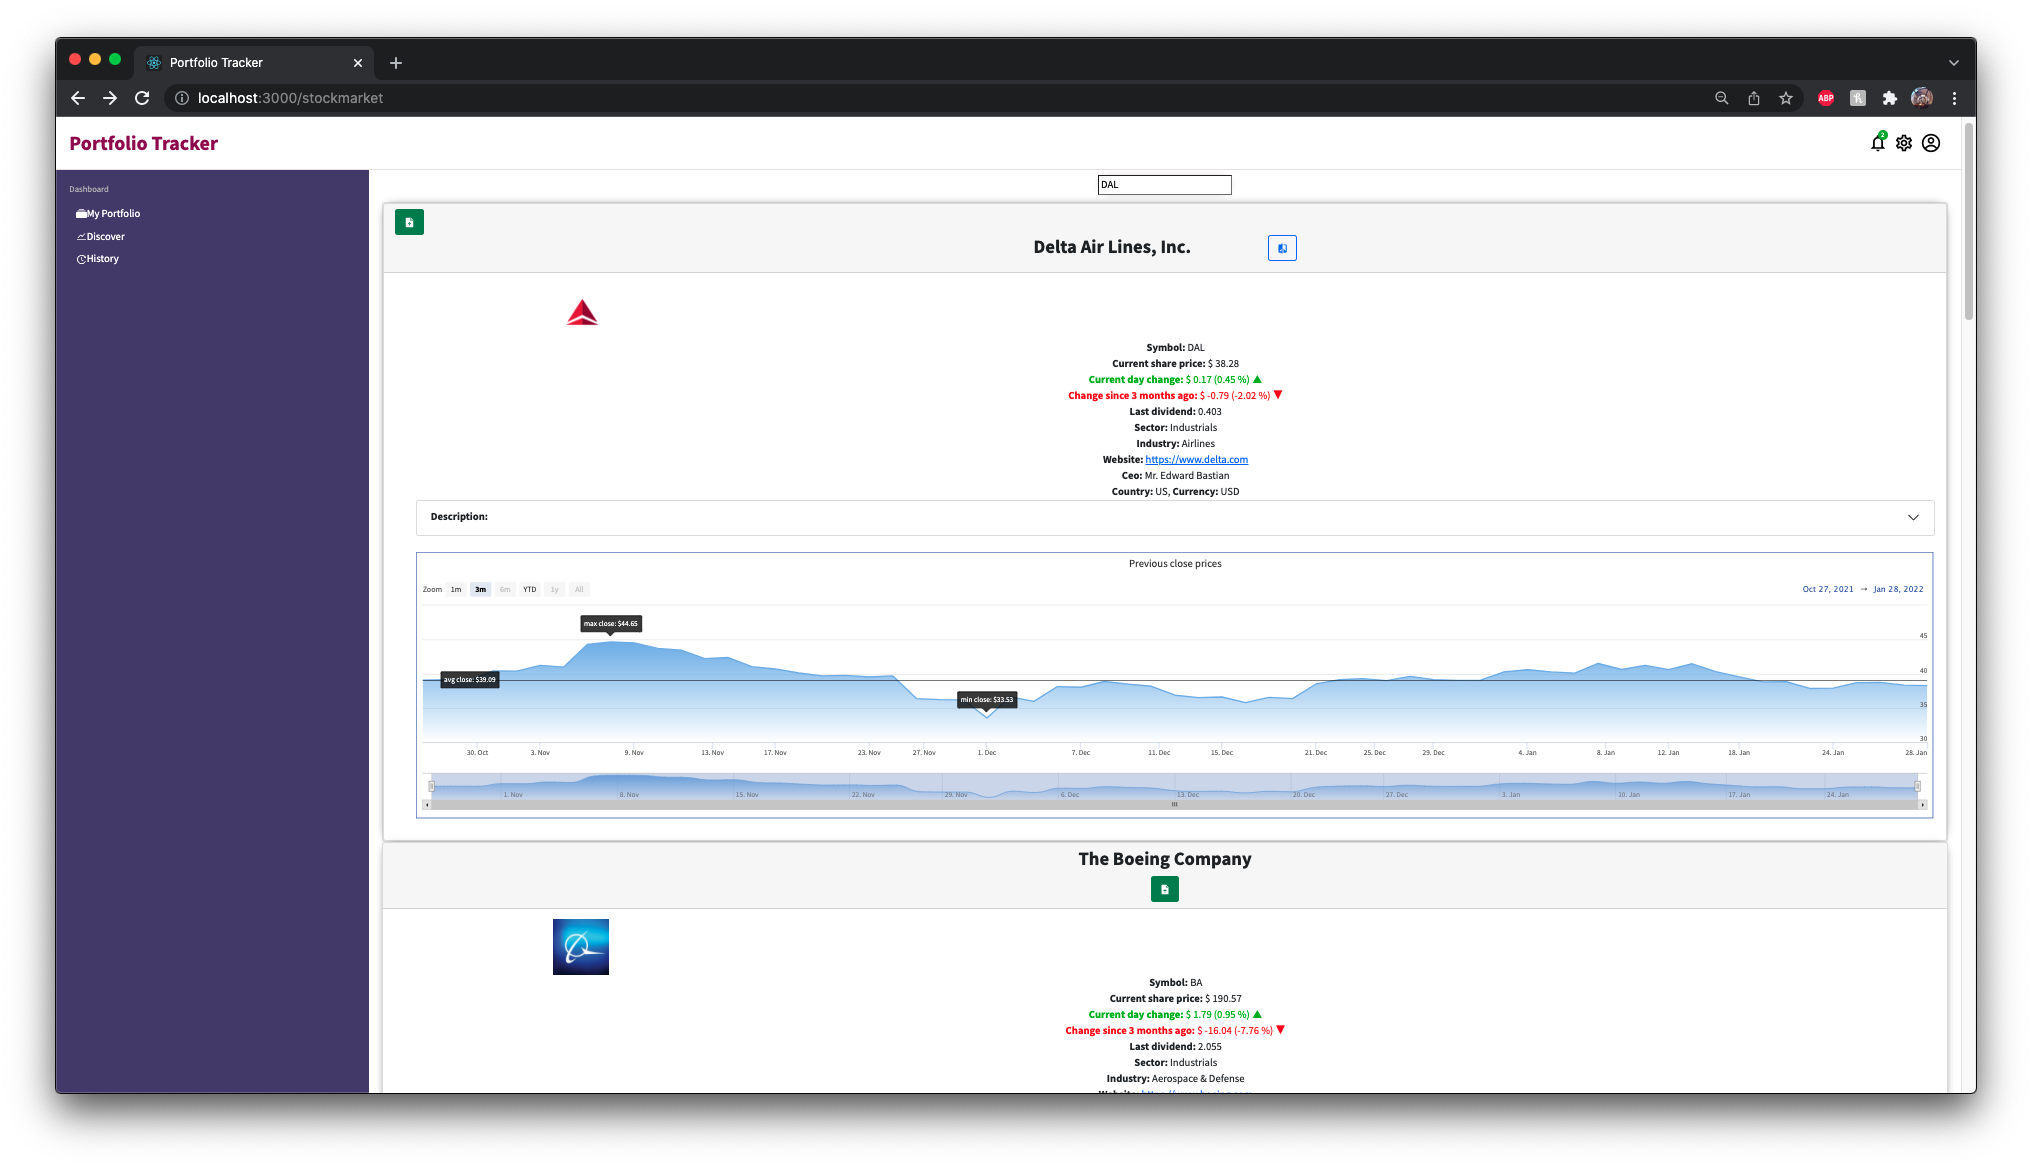 Portfolio Tracker
localhost:3000/stockmarket
ABP
Portfolio Tracker
2
Dashboard
My Portfolio
Discover
History
DAL
Delta Air Lines, Inc.
Symbol: DAL
Current share price: $ 38.28
Current day change: $ 0.17 (0.45 %) ▲
Change since 3 months ago: $ -0.79 (-2.02 %) ▼
Last dividend: 0.403
Sector: Industrials
Industry: Airlines
Website: https://www.delta.com
Ceo: Mr. Edward Bastian
Country: US, Currency: USD
Description:
Previous close prices
Zoom 1m 3m 6m YTD 1y All
Oct 27, 2021 → Jan 28, 2022
max close: $44.65
avg close: $39.09
min close: $33.53
45
40
35
30
30. Oct 3. Nov 9. Nov 13. Nov 17. Nov 23. Nov 27. Nov 1. Dec 7. Dec 11. Dec 15. Dec 21. Dec 25. Dec 29. Dec 4. Jan 8. Jan 12. Jan 18. Jan 24. Jan 28. Jan
1. Nov 8. Nov 15. Nov 22. Nov 29. Nov 6. Dec 13. Dec 20. Dec 27. Dec 3. Jan 10. Jan 17. Jan 24. Jan
The Boeing Company
Symbol: BA
Current share price: $ 190.57
Current day change: $ 1.79 (0.95 %) ▲
Change since 3 months ago: $ -16.04 (-7.76 %) ▼
Last dividend: 2.055
Sector: Industrials
Industry: Aerospace & Defense